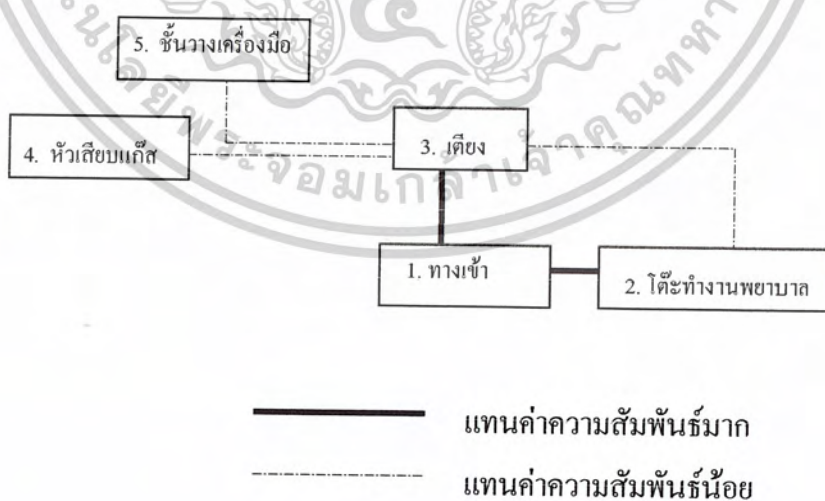 5. ชั้นวางเครื่องมือ
4. หัวเสียบแก๊ส
3. เตียง
1. ทางเข้า
2. โต๊ะทำงานพยาบาล
แทนค่าความสัมพันธ์มาก
แทนค่าความสัมพันธ์น้อย